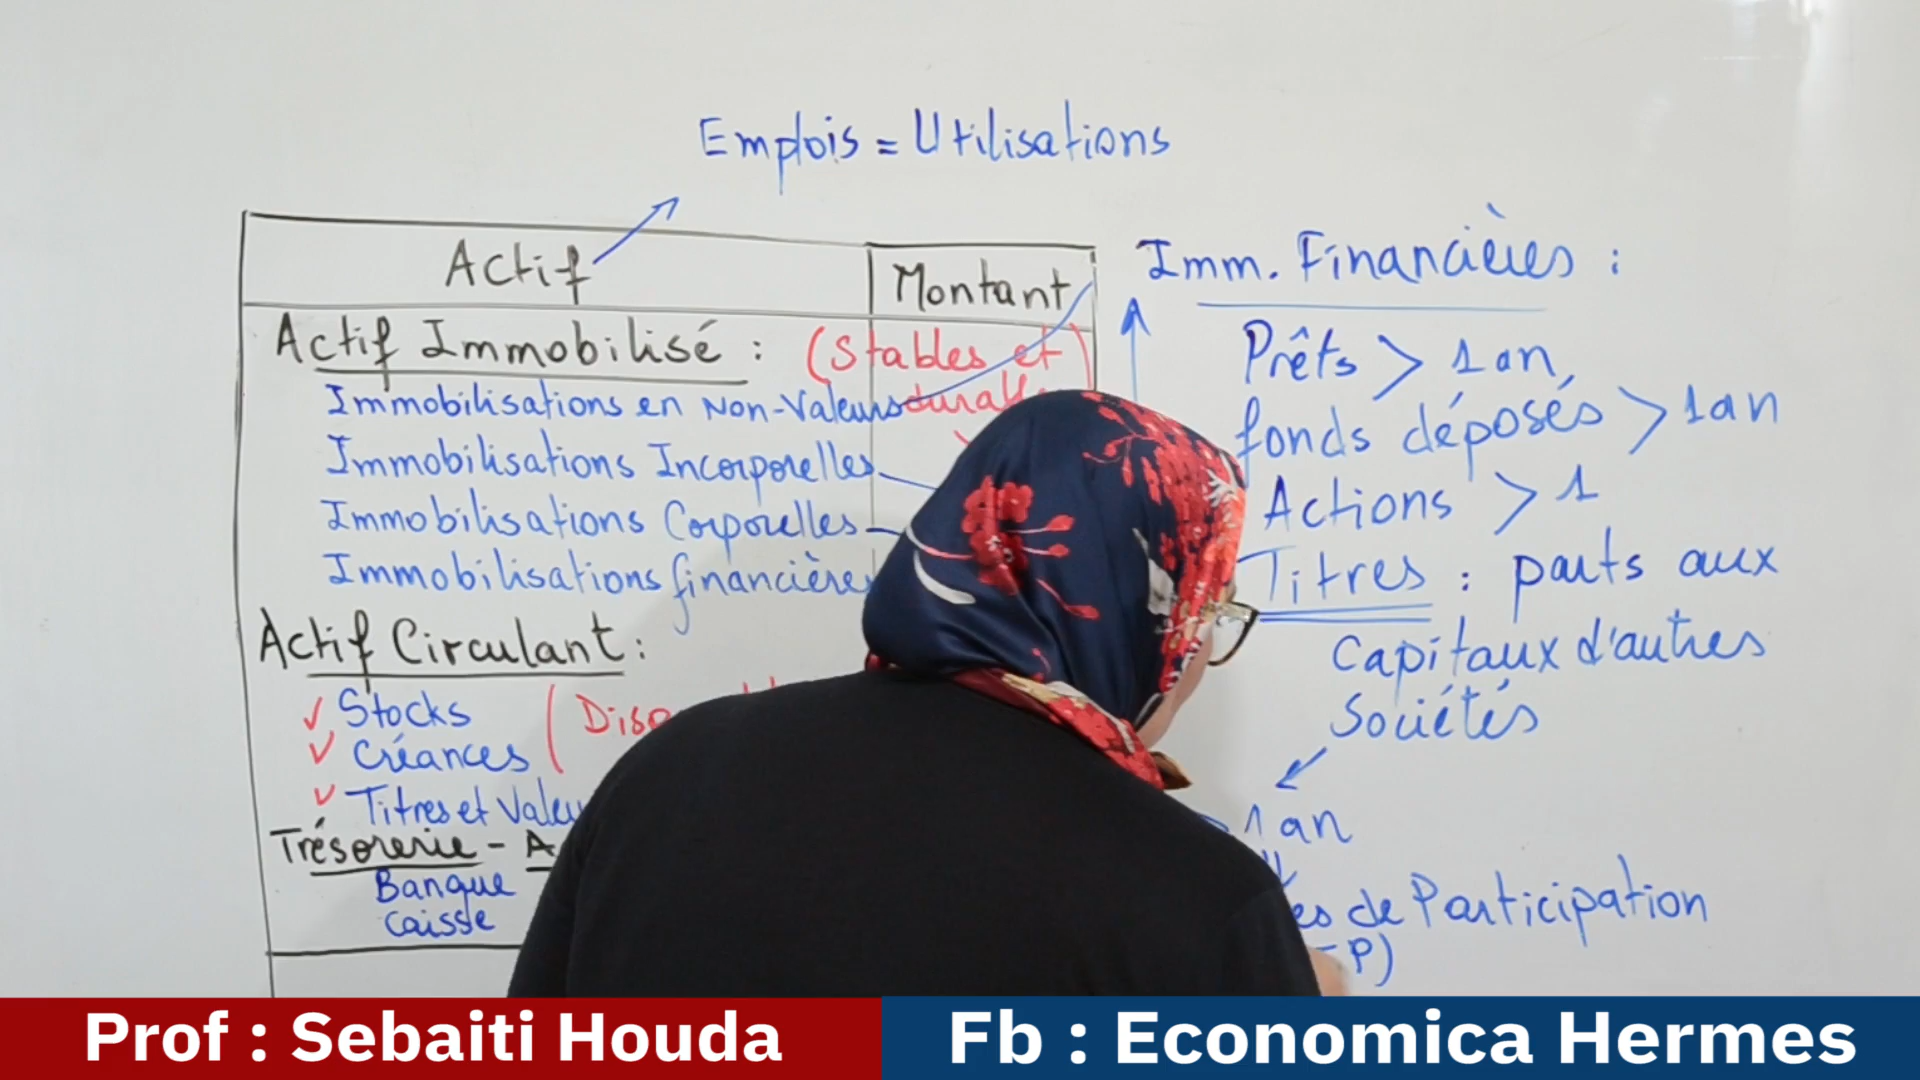 Emplois = Utilisations
Actif
Montant
Actif Immobilisé : (Stables et
Immobilisations en Non-Valeurs
Immobilisations Incorporelles
Immobilisations Corporelles
Immobilisations financières
Actif Circulant :
✓ Stocks
✓ Créances
✓ Titres et
Trésorerie -
Banque
Caisse
Imm. Financières :
Prêts > 1 an,
fonds déposés > 1 an
Actions > 1
Titres : parts aux
Capitaux d'autres
Sociétés
1 an
de Participation
P)
Prof : Sebaiti Houda
Fb : Economica Hermes